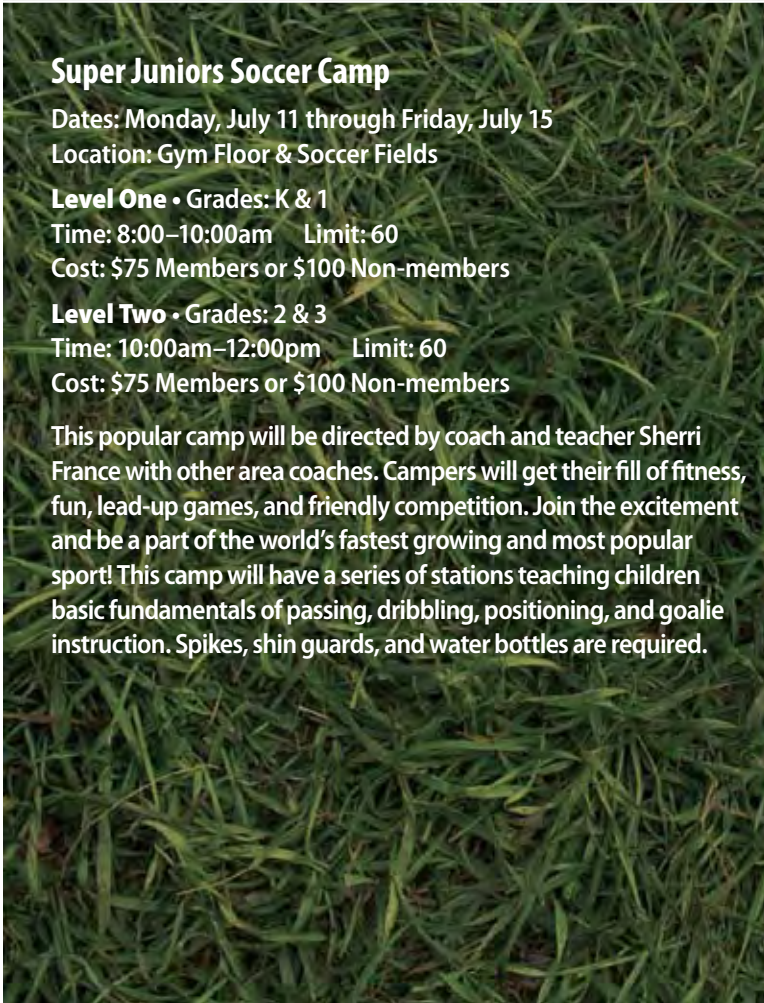 Super Juniors Soccer Camp
Dates: Monday, July 11 through Friday, July 15
Location: Gym Floor & Soccer Fields
Level One • Grades: K & 1
Time: 8:00–10:00am Limit: 60
Cost: $75 Members or $100 Non-members
Level Two • Grades: 2 & 3
Time: 10:00am–12:00pm Limit: 60
Cost: $75 Members or $100 Non-members
This popular camp will be directed by coach and teacher Sherri
France with other area coaches. Campers will get their fill of fitness,
fun, lead-up games, and friendly competition. Join the excitement
and be a part of the world’s fastest growing and most popular
sport! This camp will have a series of stations teaching children
basic fundamentals of passing, dribbling, positioning, and goalie
instruction. Spikes, shin guards, and water bottles are required.